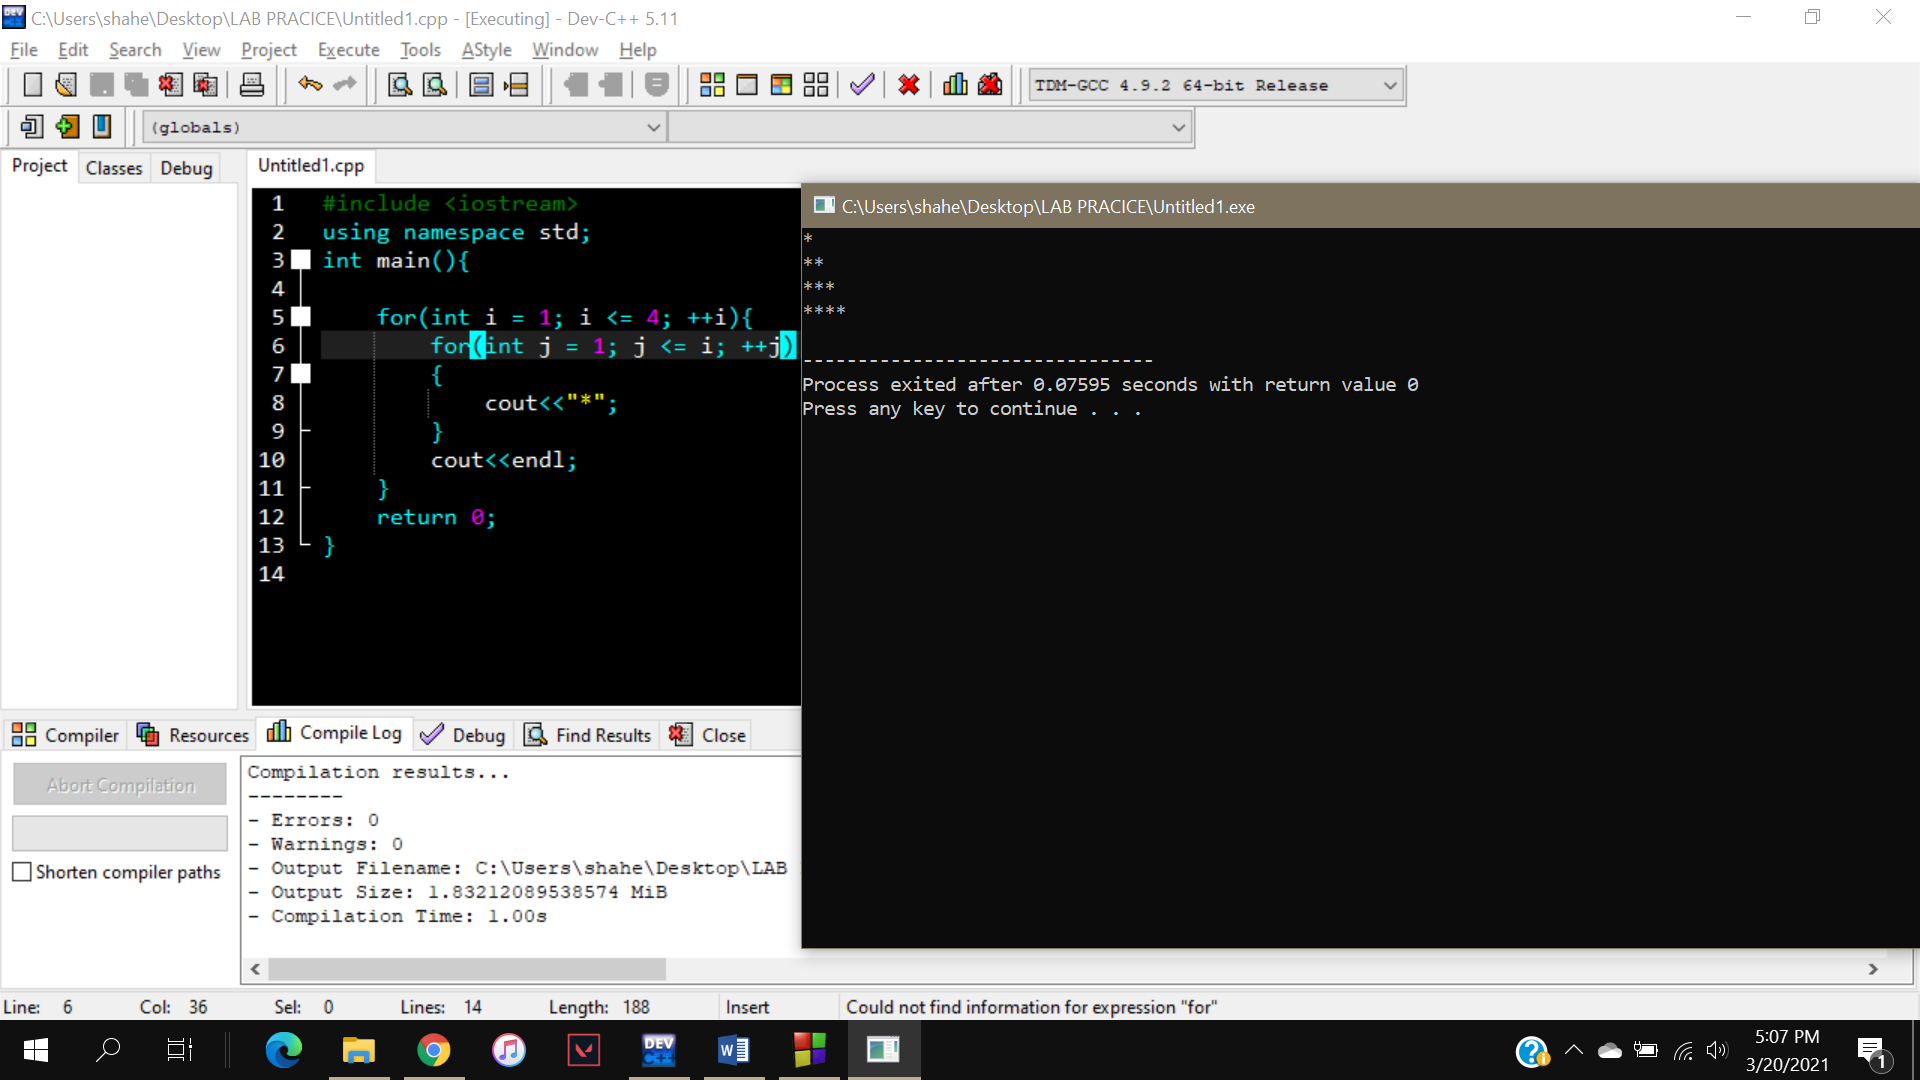 C:\Users\shahe\Desktop\LAB PRACICE\Untitled1.cpp - [Executing] - Dev-C++ 5.11
File Edit Search View Project Execute Tools AStyle Window Help
TDM-GCC 4.9.2 64-bit Release
(globals)
Project Classes Debug
Untitled1.cpp
1 #include <iostream>
2 using namespace std;
3 int main(){
4
5 for(int i = 1; i <= 4; ++i){
6 for(int j = 1; j <= i; ++j)
7 {
8 cout<<"*";
9 }
10 cout<<endl;
11 }
12 return 0;
13 }
14
C:\Users\shahe\Desktop\LAB PRACICE\Untitled1.exe
*
**
***
****
--------------------------------
Process exited after 0.07595 seconds with return value 0
Press any key to continue . . .
Compiler Resources Compile Log Debug Find Results Close
Abort Compilation
Shorten compiler paths
Compilation results...
--------
- Errors: 0
- Warnings: 0
- Output Filename: C:\Users\shahe\Desktop\LAB
- Output Size: 1.83212089538574 MiB
- Compilation Time: 1.00s
Line: 6 Col: 36 Sel: 0 Lines: 14 Length: 188 Insert Could not find information for expression "for"
DEV C++
5:07 PM
3/20/2021
1